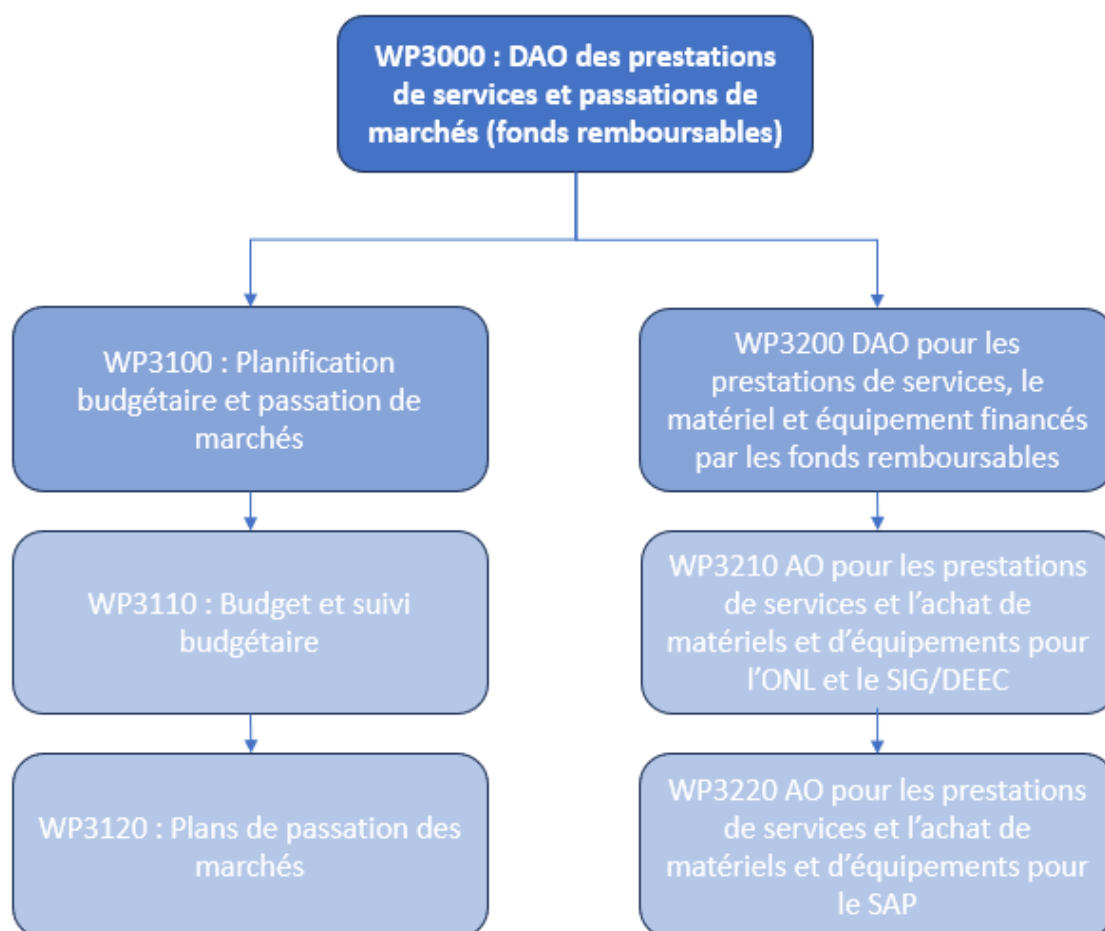 WP3000 : DAO des prestations
de services et passations de
marchés (fonds remboursables)
WP3100 : Planification
budgétaire et passation de
marchés
WP3110 : Budget et suivi
budgétaire
WP3120 : Plans de passation des
marchés
WP3200 DAO pour les
prestations de services, le
matériel et équipement financés
par les fonds remboursables
WP3210 AO pour les prestations
de services et l’achat de
matériels et d’équipements pour
l’ONL et le SIG/DEEC
WP3220 AO pour les prestations
de services et l’achat de
matériels et d’équipements pour
le SAP